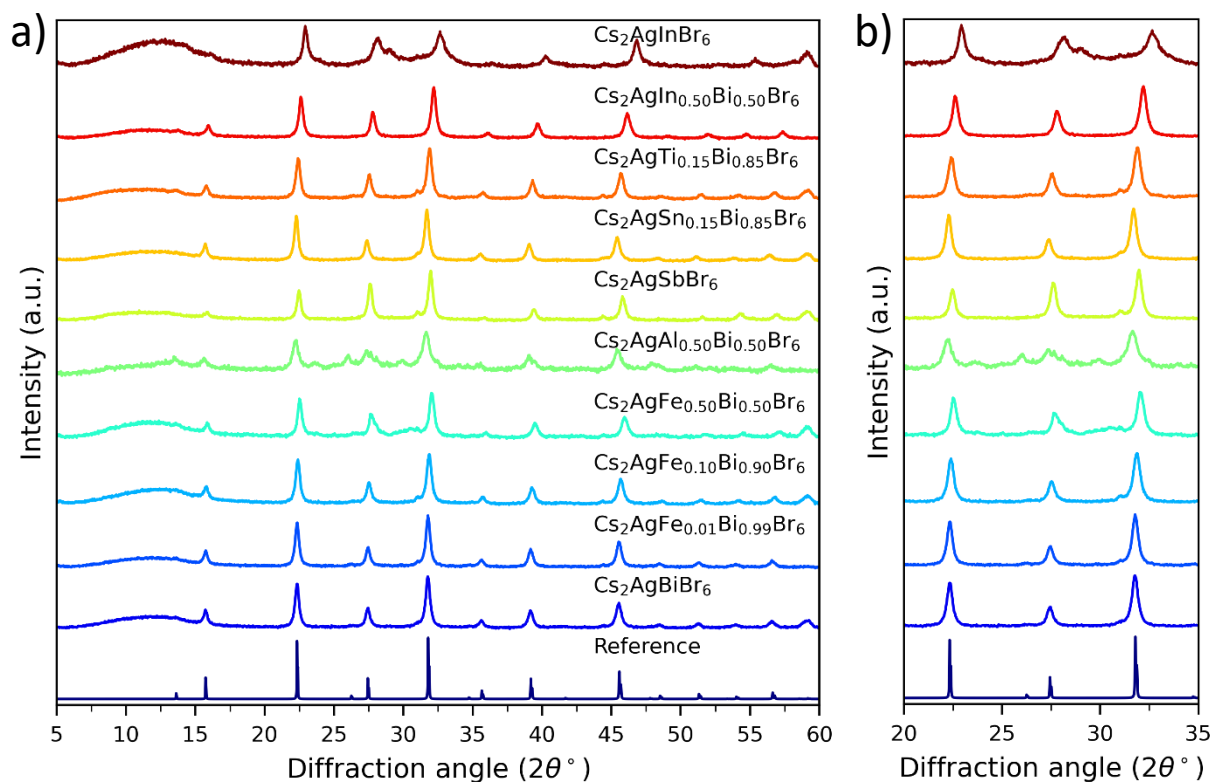 a)
Cs₂AgInBr₆
Cs₂AgIn₀.₅₀Bi₀.₅₀Br₆
Cs₂AgTi₀.₁₅Bi₀.₈₅Br₆
Cs₂AgSn₀.₁₅Bi₀.₈₅Br₆
Cs₂AgSbBr₆
Cs₂AgAl₀.₅₀Bi₀.₅₀Br₆
Cs₂AgFe₀.₅₀Bi₀.₅₀Br₆
Cs₂AgFe₀.₁₀Bi₀.₉₀Br₆
Cs₂AgFe₀.₀₁Bi₀.₉₉Br₆
Cs₂AgBiBr₆
Reference
Intensity (a.u.)
5 10 15 20 25 30 35 40 45 50 55 60
Diffraction angle (2θ°)
b)
Intensity (a.u.)
20 25 30 35
Diffraction angle (2θ°)